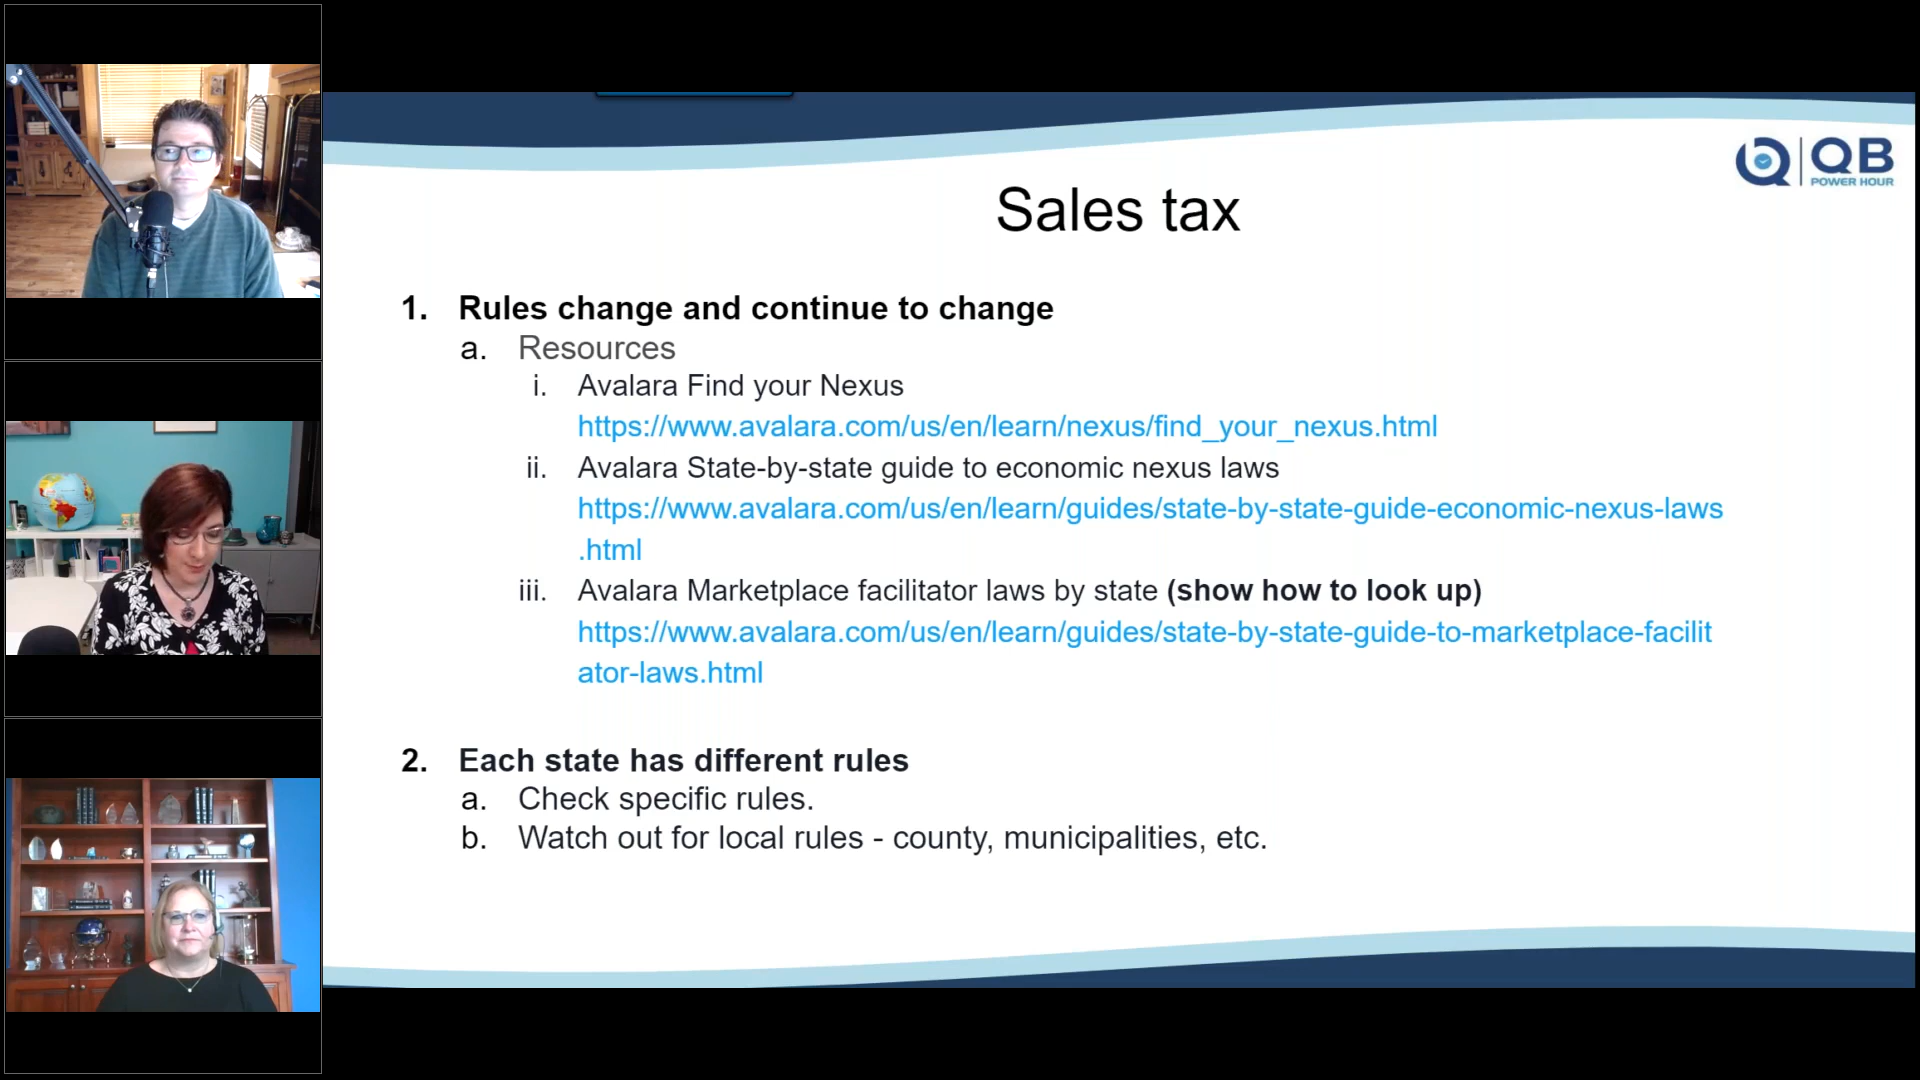 QB
POWER HOUR
Sales tax
1. Rules change and continue to change
a. Resources
i. Avalara Find your Nexus
https://www.avalara.com/us/en/learn/nexus/find_your_nexus.html
ii. Avalara State-by-state guide to economic nexus laws
https://www.avalara.com/us/en/learn/guides/state-by-state-guide-economic-nexus-laws
.html
iii. Avalara Marketplace facilitator laws by state (show how to look up)
https://www.avalara.com/us/en/learn/guides/state-by-state-guide-to-marketplace-facilit
ator-laws.html
2. Each state has different rules
a. Check specific rules.
b. Watch out for local rules - county, municipalities, etc.